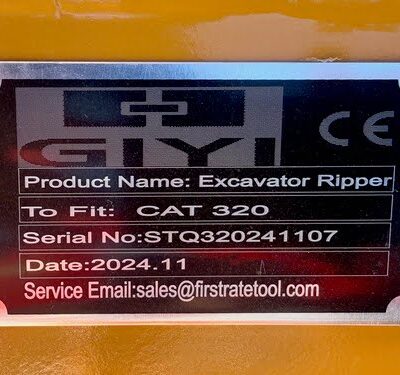 GIYI
CE
Product Name: Excavator Ripper
To Fit: CAT 320
Serial No:STQ320241107
Date:2024.11
Service Email:sales@firstratetool.com